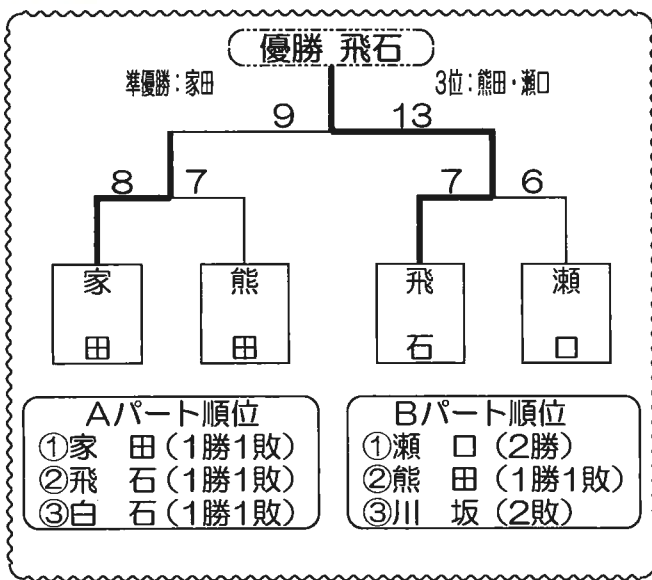 優勝 飛石
準優勝：家田
3位：熊田・瀬口
9 13
8 7
7 6
家田
熊田
飛石
瀬口
Aパート順位
①家 田(1勝1敗)
②飛 石(1勝1敗)
③白 石(1勝1敗)
Bパート順位
①瀬 口(2勝)
②熊 田(1勝1敗)
③川 坂(2敗)